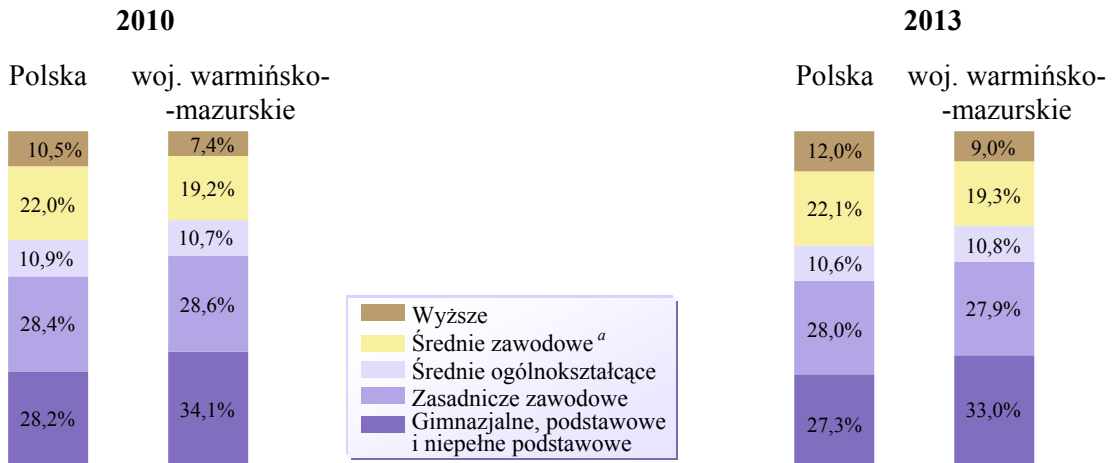 2010
Polska
woj. warmińsko-
-mazurskie
10,5%
22,0%
10,9%
28,4%
28,2%
7,4%
19,2%
10,7%
28,6%
34,1%
Wyższe
Średnie zawodowe a
Średnie ogólnokształcące
Zasadnicze zawodowe
Gimnazjalne, podstawowe
i niepełne podstawowe
2013
Polska
woj. warmińsko-
-mazurskie
12,0%
22,1%
10,6%
28,0%
27,3%
9,0%
19,3%
10,8%
27,9%
33,0%